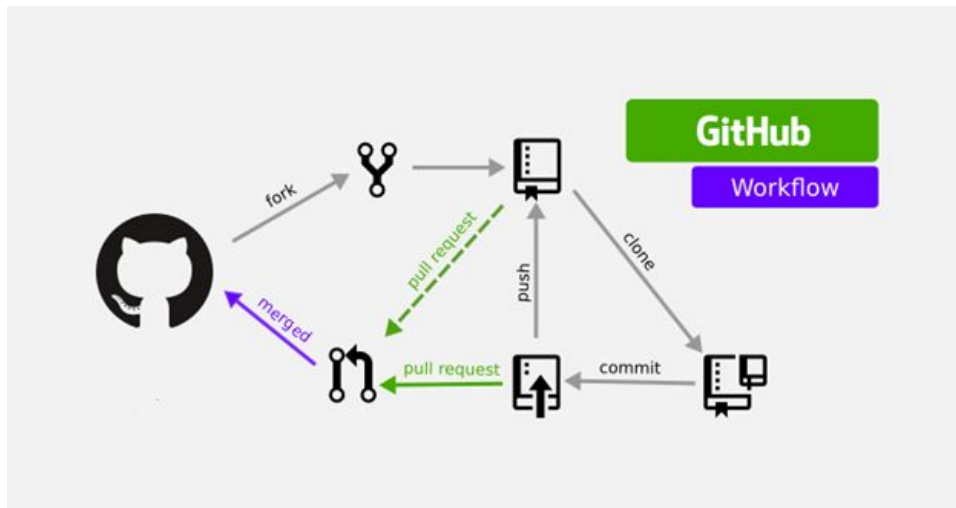 GitHub
Workflow
fork
pull request
clone
push
merged
pull request
commit